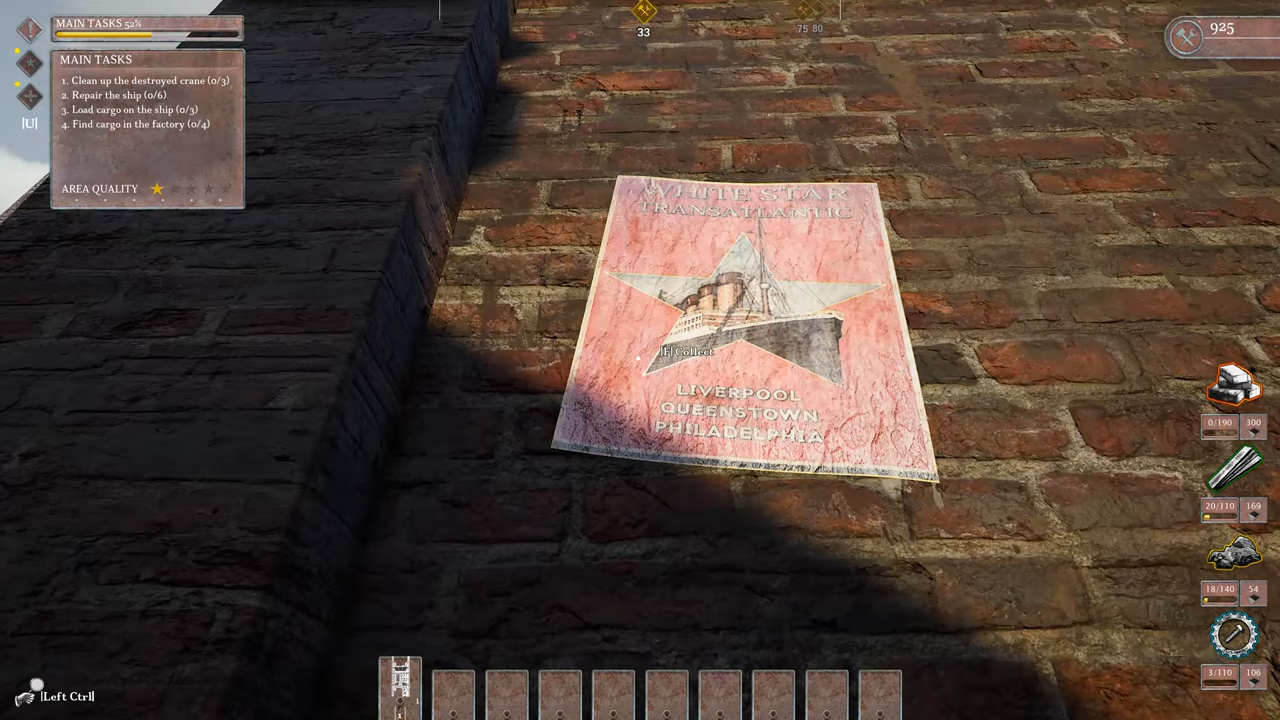 MAIN TASKS 52%
33
75 80
925
MAIN TASKS
1. Clean up the destroyed crane (0/3)
2. Repair the ship (0/6)
3. Load cargo on the ship (0/3)
4. Find cargo in the factory (0/4)
|U|
AREA QUALITY
WHITE STAR
TRANSATLANTIC
|F| Collect
LIVERPOOL
QUEENSTOWN
PHILADELPHIA
0/190 300
20/110 169
18/140 54
3/110 106
|Left Ctrl|
1
1